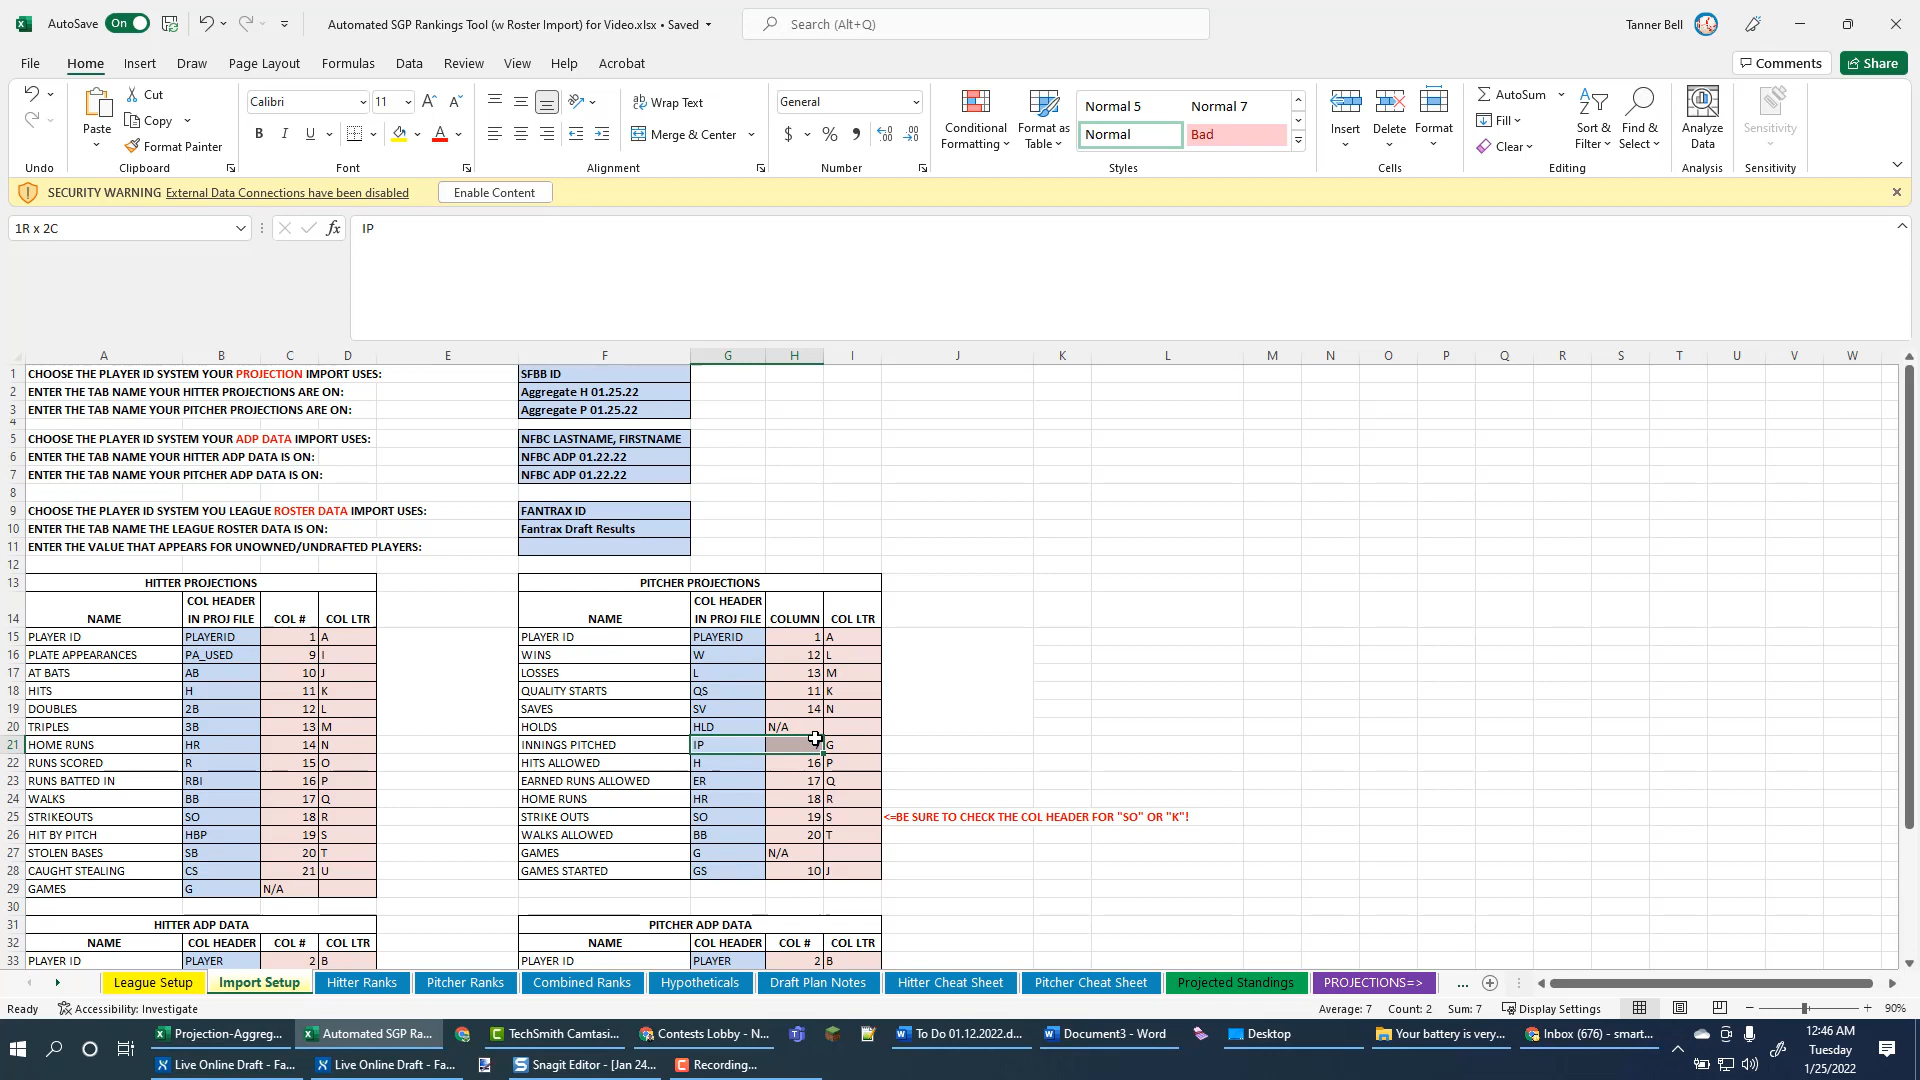 AutoSave On Automated SGP Rankings Tool (w Roster Import) for Video.xlsx • Saved Search (Alt+Q) Tanner Bell
File Home Insert Draw Page Layout Formulas Data Review View Help Acrobat Comments Share
Paste Cut Copy Format Painter Calibri 11 B I U A Wrap Text Merge & Center General $ % Conditional Formatting Format as Table Normal 5 Normal 7 Normal Bad Insert Delete Format AutoSum Fill Clear Sort & Filter Find & Select Analyze Data Sensitivity
Undo Clipboard Font Alignment Number Styles Cells Editing Analysis Sensitivity
SECURITY WARNING External Data Connections have been disabled Enable Content
1R x 2C fx IP
A B C D E F G H I J K L M N O P Q R S T U V W
1 CHOOSE THE PLAYER ID SYSTEM YOUR PROJECTION IMPORT USES: SFBB ID
2 ENTER THE TAB NAME YOUR HITTER PROJECTIONS ARE ON: Aggregate H 01.25.22
3 ENTER THE TAB NAME YOUR PITCHER PROJECTIONS ARE ON: Aggregate P 01.25.22
4
5 CHOOSE THE PLAYER ID SYSTEM YOUR ADP DATA IMPORT USES: NFBC LASTNAME, FIRSTNAME
6 ENTER THE TAB NAME YOUR HITTER ADP DATA IS ON: NFBC ADP 01.22.22
7 ENTER THE TAB NAME YOUR PITCHER ADP DATA IS ON: NFBC ADP 01.22.22
8
9 CHOOSE THE PLAYER ID SYSTEM YOU LEAGUE ROSTER DATA IMPORT USES: FANTRAX ID
10 ENTER THE TAB NAME THE LEAGUE ROSTER DATA IS ON: Fantrax Draft Results
11 ENTER THE VALUE THAT APPEARS FOR UNOWNED/UNDRAFTED PLAYERS:
12
13 HITTER PROJECTIONS PITCHER PROJECTIONS
COL HEADER COL HEADER
14 NAME IN PROJ FILE COL # COL LTR NAME IN PROJ FILE COLUMN COL LTR
15 PLAYER ID PLAYERID 1 A PLAYER ID PLAYERID 1 A
16 PLATE APPEARANCES PA_USED 9 I WINS W 12 L
17 AT BATS AB 10 J LOSSES L 13 M
18 HITS H 11 K QUALITY STARTS QS 11 K
19 DOUBLES 2B 12 L SAVES SV 14 N
20 TRIPLES 3B 13 M HOLDS HLD N/A
21 HOME RUNS HR 14 N INNINGS PITCHED IP G
22 RUNS SCORED R 15 O HITS ALLOWED H 16 P
23 RUNS BATTED IN RBI 16 P EARNED RUNS ALLOWED ER 17 Q
24 WALKS BB 17 Q HOME RUNS HR 18 R
25 STRIKEOUTS SO 18 R STRIKE OUTS SO 19 S <=BE SURE TO CHECK THE COL HEADER FOR "SO" OR "K"!
26 HIT BY PITCH HBP 19 S WALKS ALLOWED BB 20 T
27 STOLEN BASES SB 20 T GAMES G N/A
28 CAUGHT STEALING CS 21 U GAMES STARTED GS 10 J
29 GAMES G N/A
30
31 HITTER ADP DATA PITCHER ADP DATA
32 NAME COL HEADER COL # COL LTR NAME COL HEADER COL # COL LTR
33 PLAYER ID PLAYER 2 B PLAYER ID PLAYER 2 B
League Setup Import Setup Hitter Ranks Pitcher Ranks Combined Ranks Hypotheticals Draft Plan Notes Hitter Cheat Sheet Pitcher Cheat Sheet Projected Standings PROJECTIONS=> ...
Ready Accessibility: Investigate Average: 7 Count: 2 Sum: 7 Display Settings 90%
Projection-Aggreg... Automated SGP Ra... TechSmith Camtasi... Contests Lobby - N... To Do 01.12.2022.d... Document3 - Word Desktop Your battery is very... Inbox (676) - smart... 12:46 AM
Tuesday
Live Online Draft - Fa... Live Online Draft - Fa... Snagit Editor - [Jan 24... Recording... 1/25/2022